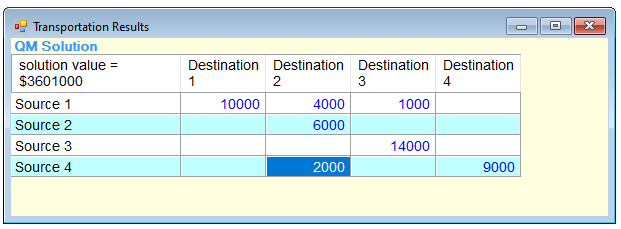 Transportation Results
QM Solution
solution value = Destination Destination Destination Destination
$3601000 1 2 3 4
Source 1 10000 4000 1000
Source 2 6000
Source 3 14000
Source 4 2000 9000